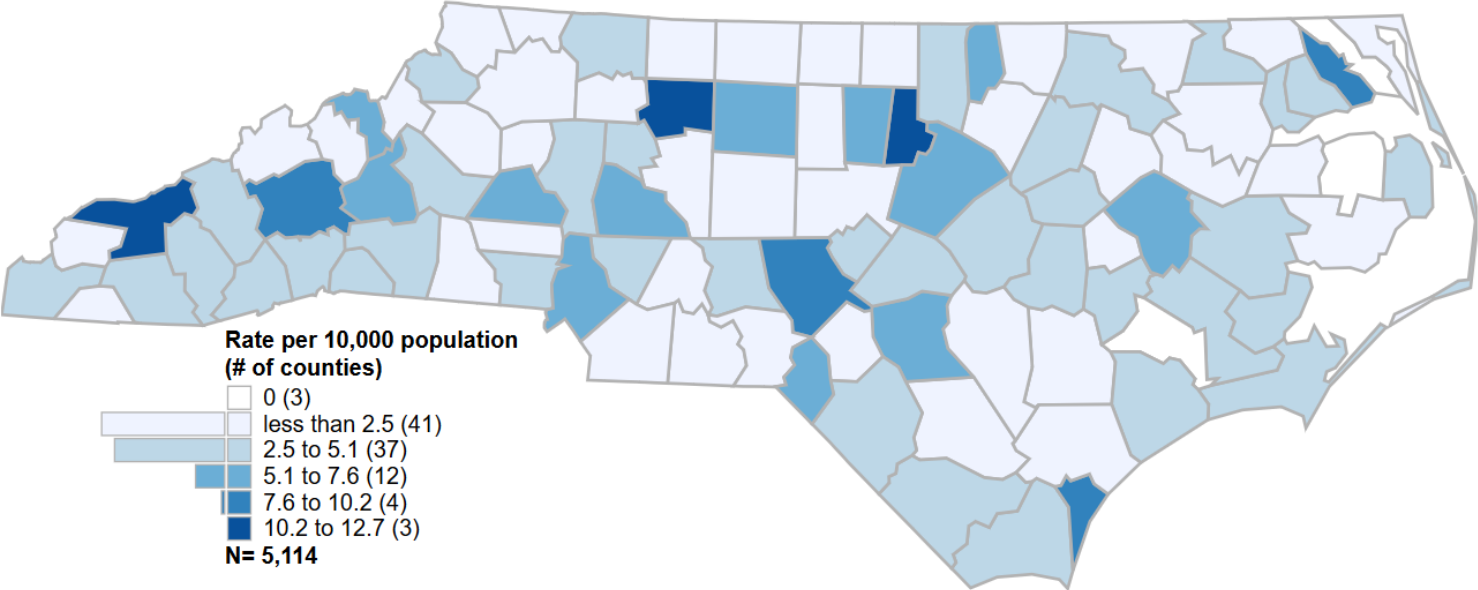 Rate per 10,000 population
(# of counties)
0 (3)
less than 2.5 (41)
2.5 to 5.1 (37)
5.1 to 7.6 (12)
7.6 to 10.2 (4)
10.2 to 12.7 (3)
N= 5,114